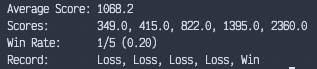 Average Score: 1068.2
Scores:        349.0, 415.0, 822.0, 1395.0, 2360.0
Win Rate:      1/5 (0.20)
Record:        Loss, Loss, Loss, Loss, Win